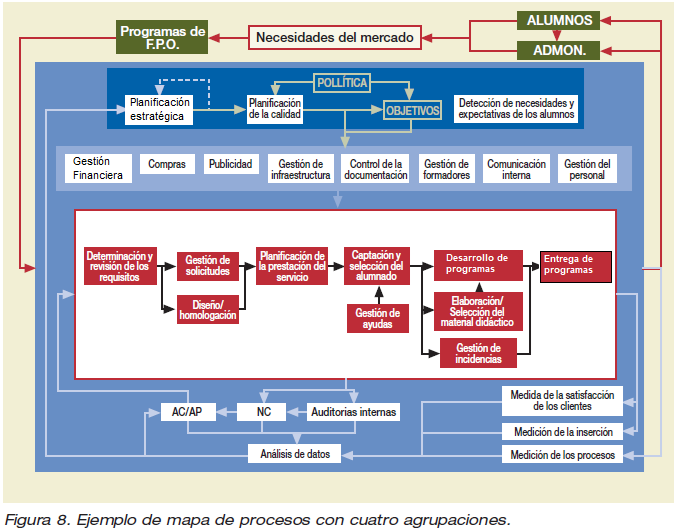 Programas de
F.P.O.
Necesidades del mercado
ALUMNOS
ADMON.
POLLÍTICA
Planificación
estratégica
Planificación
de la calidad
OBJETIVOS
Detección de necesidades y
expectativas de los alumnos
Gestión
Financiera
Compras
Publicidad
Gestión de
infraestructura
Control de la
documentación
Gestión de
formadores
Comunicación
interna
Gestión del
personal
Determinación y
revisión de los
requisitos
Gestión de
solicitudes
Diseño/
homologación
Planificación de
la prestación del
servicio
Captación y
selección del
alumnado
Gestión de
ayudas
Desarrollo de
programas
Elaboración/
Selección del
material didáctico
Gestión de
incidencias
Entrega de
programas
AC/AP
NC
Auditorias internas
Análisis de datos
Medida de la satisfacción
de los clientes
Medición de la inserción
Medición de los procesos
Figura 8. Ejemplo de mapa de procesos con cuatro agrupaciones.